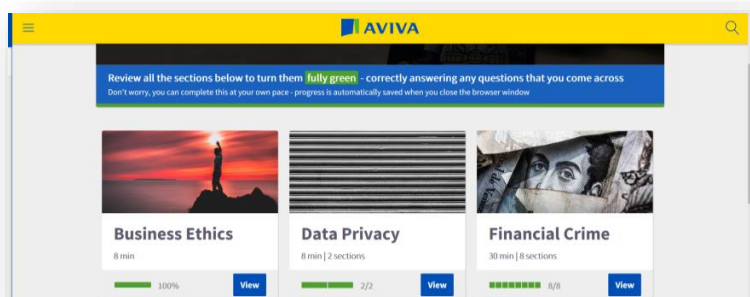 AVIVA
Review all the sections below to turn them fully green - correctly answering any questions that you come across
Don't worry, you can complete this at your own pace - progress is automatically saved when you close the browser window
Business Ethics
8 min
100%
View
Data Privacy
8 min | 2 sections
2/2
View
Financial Crime
30 min | 8 sections
8/8
View